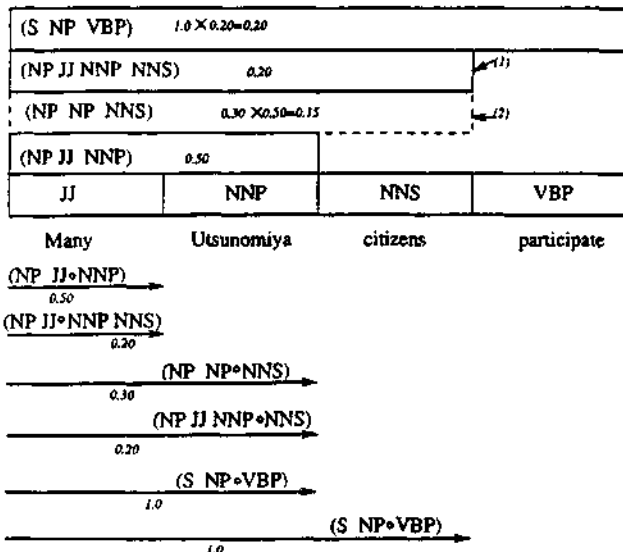 (S NP VBP) 1.0 X 0.20=0.20
(NP JJ NNP NNS) 0.20 (1)
(NP NP NNS) 0.30 X0.50=0.15 (2)
(NP JJ NNP) 0.50
JJ NNP NNS VBP
Many Utsunomiya citizens participate
(NP JJ∘NNP)
0.50
(NP JJ∘NNP NNS)
0.20
(NP NP∘NNS)
0.30
(NP JJ NNP∘NNS)
0.20
(S NP∘VBP)
1.0
(S NP∘VBP)
1.0